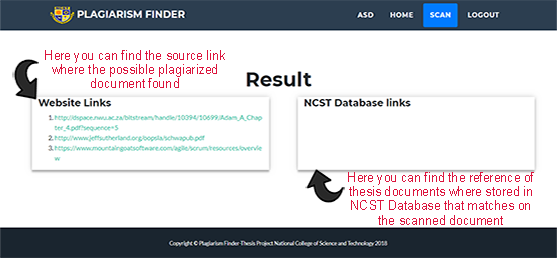 PLAGIARISM FINDER
ASD HOME SCAN LOGOUT
Here you can find the source link
where the possible plagiarized
document found
Result
Website Links
1. http://dspace.nwu.ac.za/bitstream/handle/10394/10699/Adam_A_Chap
ter_4.pdf?sequence=5
2. http://www.jeffsutherland.org/oopsla/schwapub.pdf
3. https://www.mountaingoatsoftware.com/agile/scrum/resources/overvie
w
NCST Database links
Here you can find the reference of
thesis documents where stored in
NCST Database that matches on
the scanned document
Copyright © Plagiarism Finder-Thesis Project National College of Science and Technology 2018